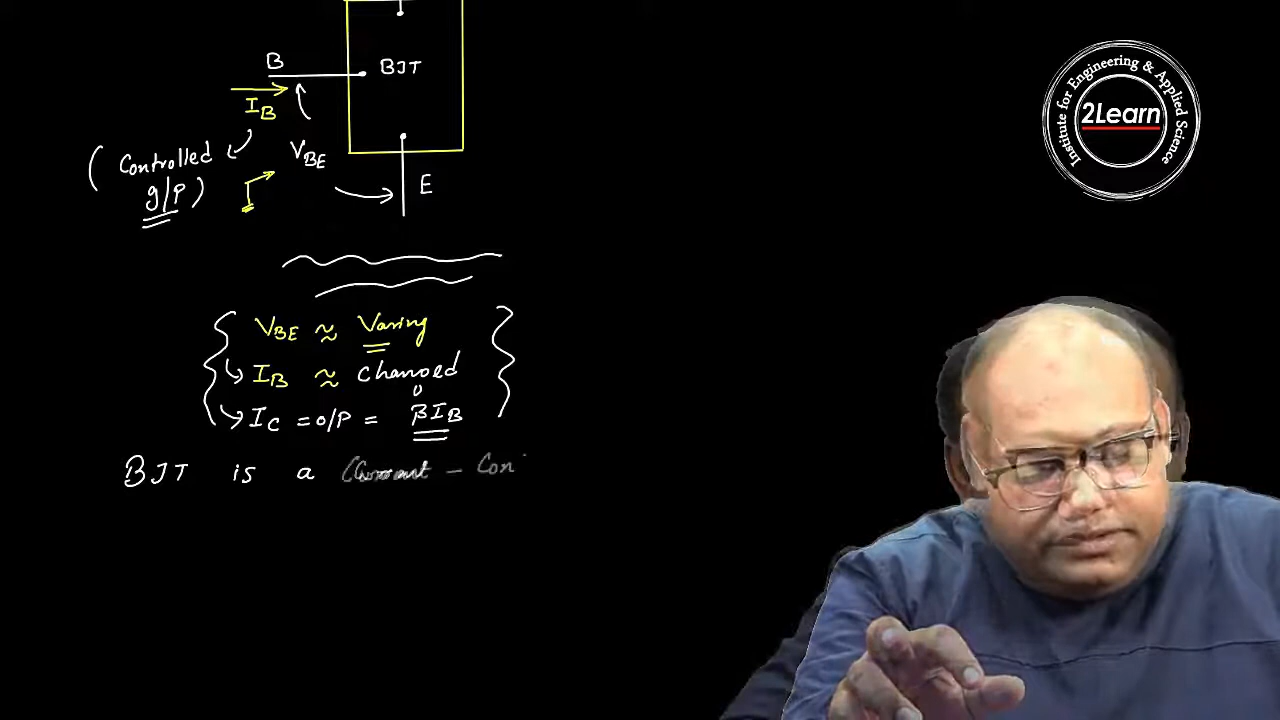 B
BJT
I_B
(Controlled
g/P)
V_BE
E
V_BE ≈ Varing
↳ I_B ≈ Changed
↳ I_C = o/P = βI_B
BJT is a Current - Con
Institute for Engineering & Applied Science
2Learn